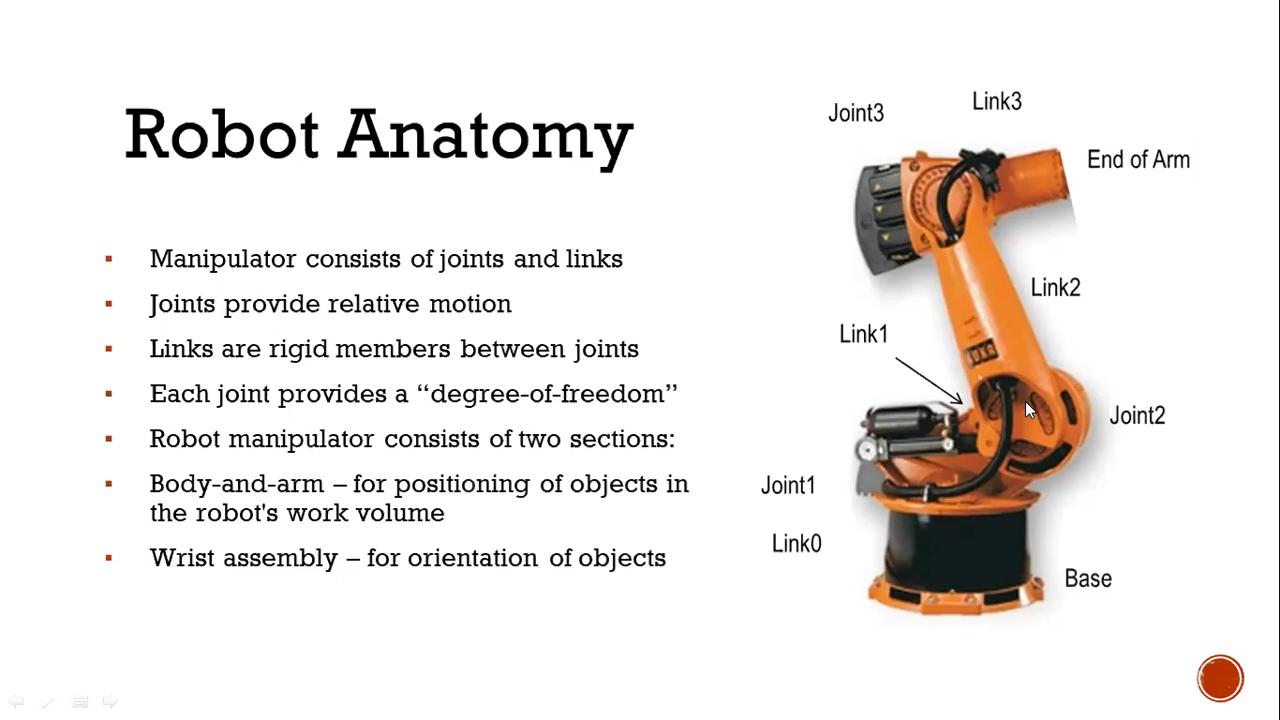 Robot Anatomy
▪ Manipulator consists of joints and links
▪ Joints provide relative motion
▪ Links are rigid members between joints
▪ Each joint provides a “degree-of-freedom”
▪ Robot manipulator consists of two sections:
▪ Body-and-arm – for positioning of objects in
the robot's work volume
▪ Wrist assembly – for orientation of objects
Joint3
Link3
End of Arm
Link2
Link1
KUKA
Joint2
Joint1
Link0
Base